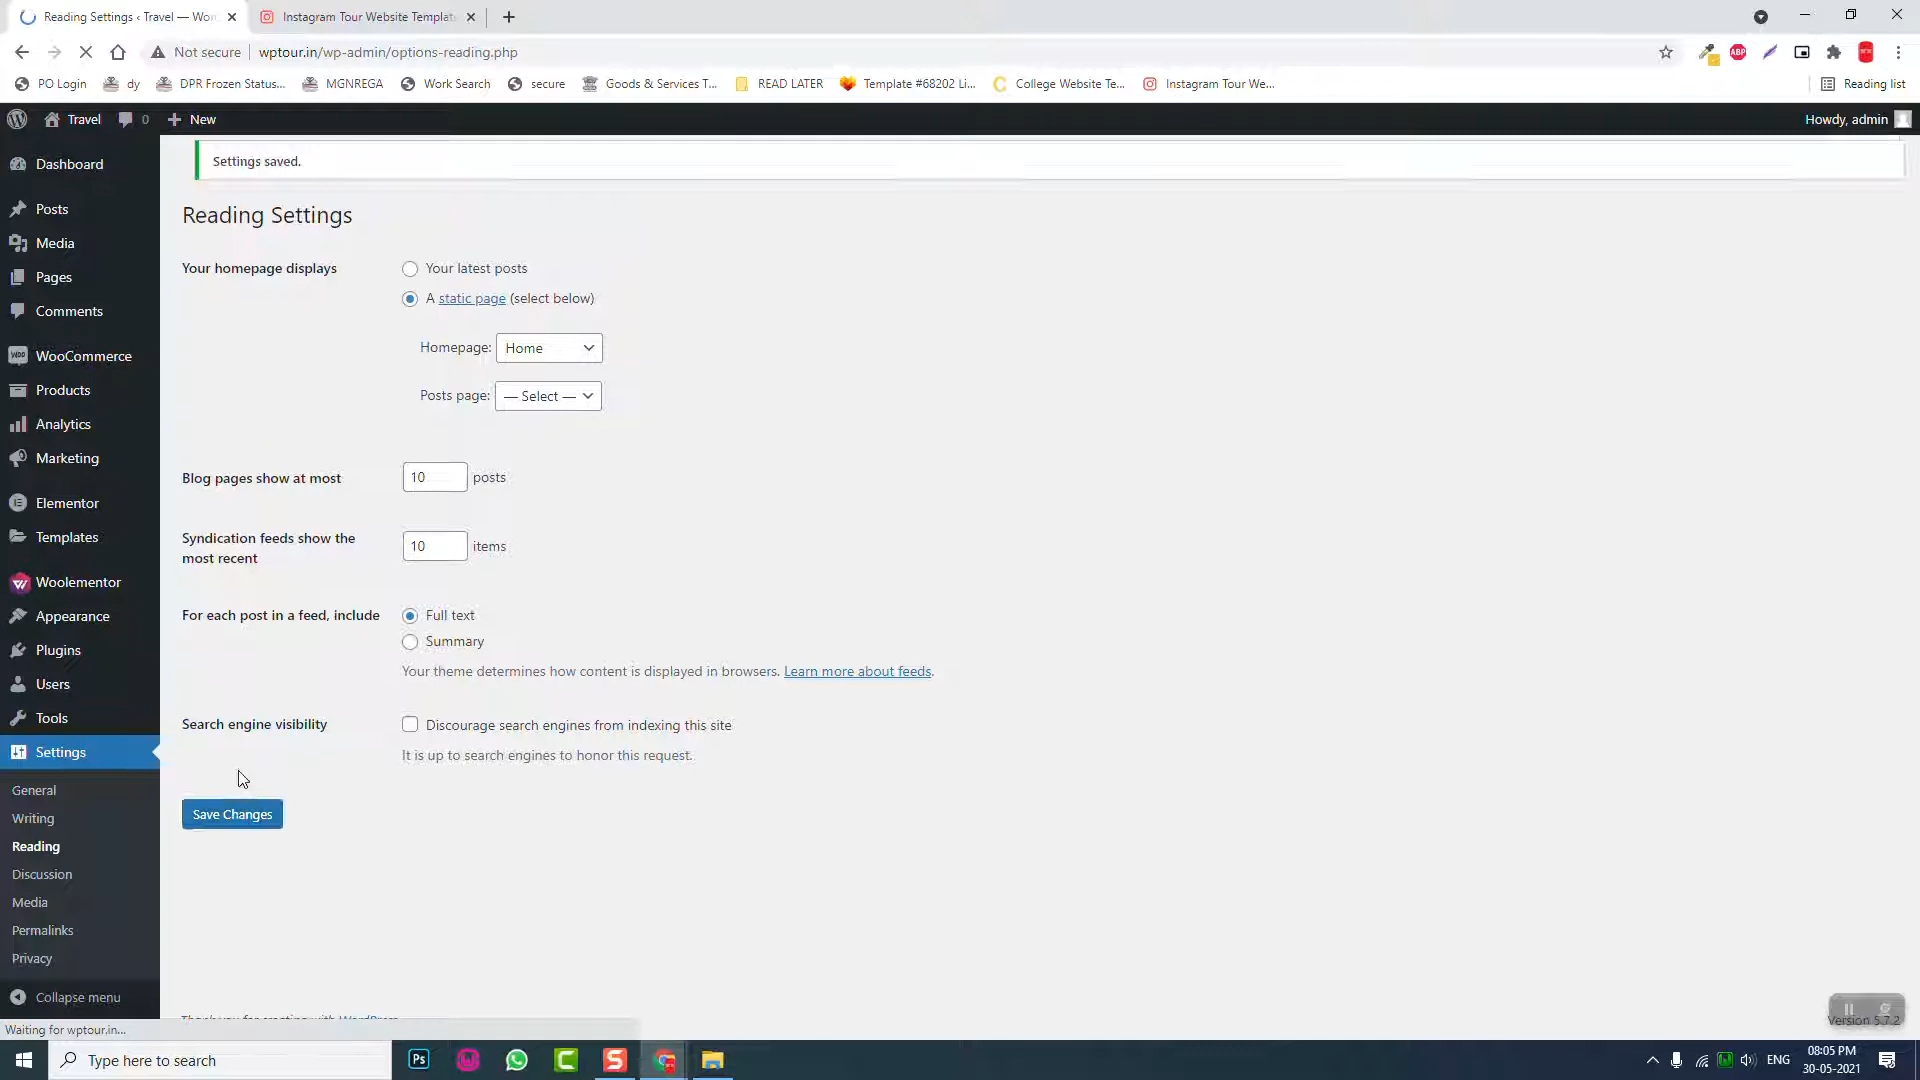 Reading Settings ‹ Travel — Wor
Instagram Tour Website Templat
Not secure
wptour.in/wp-admin/options-reading.php
ABP
PO Login
dy
DPR Frozen Status...
MGNREGA
Work Search
secure
Goods & Services T...
READ LATER
Template #68202 Li...
College Website Te...
Instagram Tour We...
Reading list
Travel
0
New
Howdy, admin
Dashboard
Posts
Media
Pages
Comments
WooCommerce
Products
Analytics
Marketing
Elementor
Templates
Woolementor
Appearance
Plugins
Users
Tools
Settings
General
Writing
Reading
Discussion
Media
Permalinks
Privacy
Collapse menu
Settings saved.
Reading Settings
Your homepage displays
Your latest posts
A static page (select below)
Homepage: Home
Posts page: — Select —
Blog pages show at most
10 posts
Syndication feeds show the
most recent
10 items
For each post in a feed, include
Full text
Summary
Your theme determines how content is displayed in browsers. Learn more about feeds.
Search engine visibility
Discourage search engines from indexing this site
It is up to search engines to honor this request.
Save Changes
Version 5.7.2
Waiting for wptour.in...
Type here to search
Ps
ENG
08:05 PM
30-05-2021